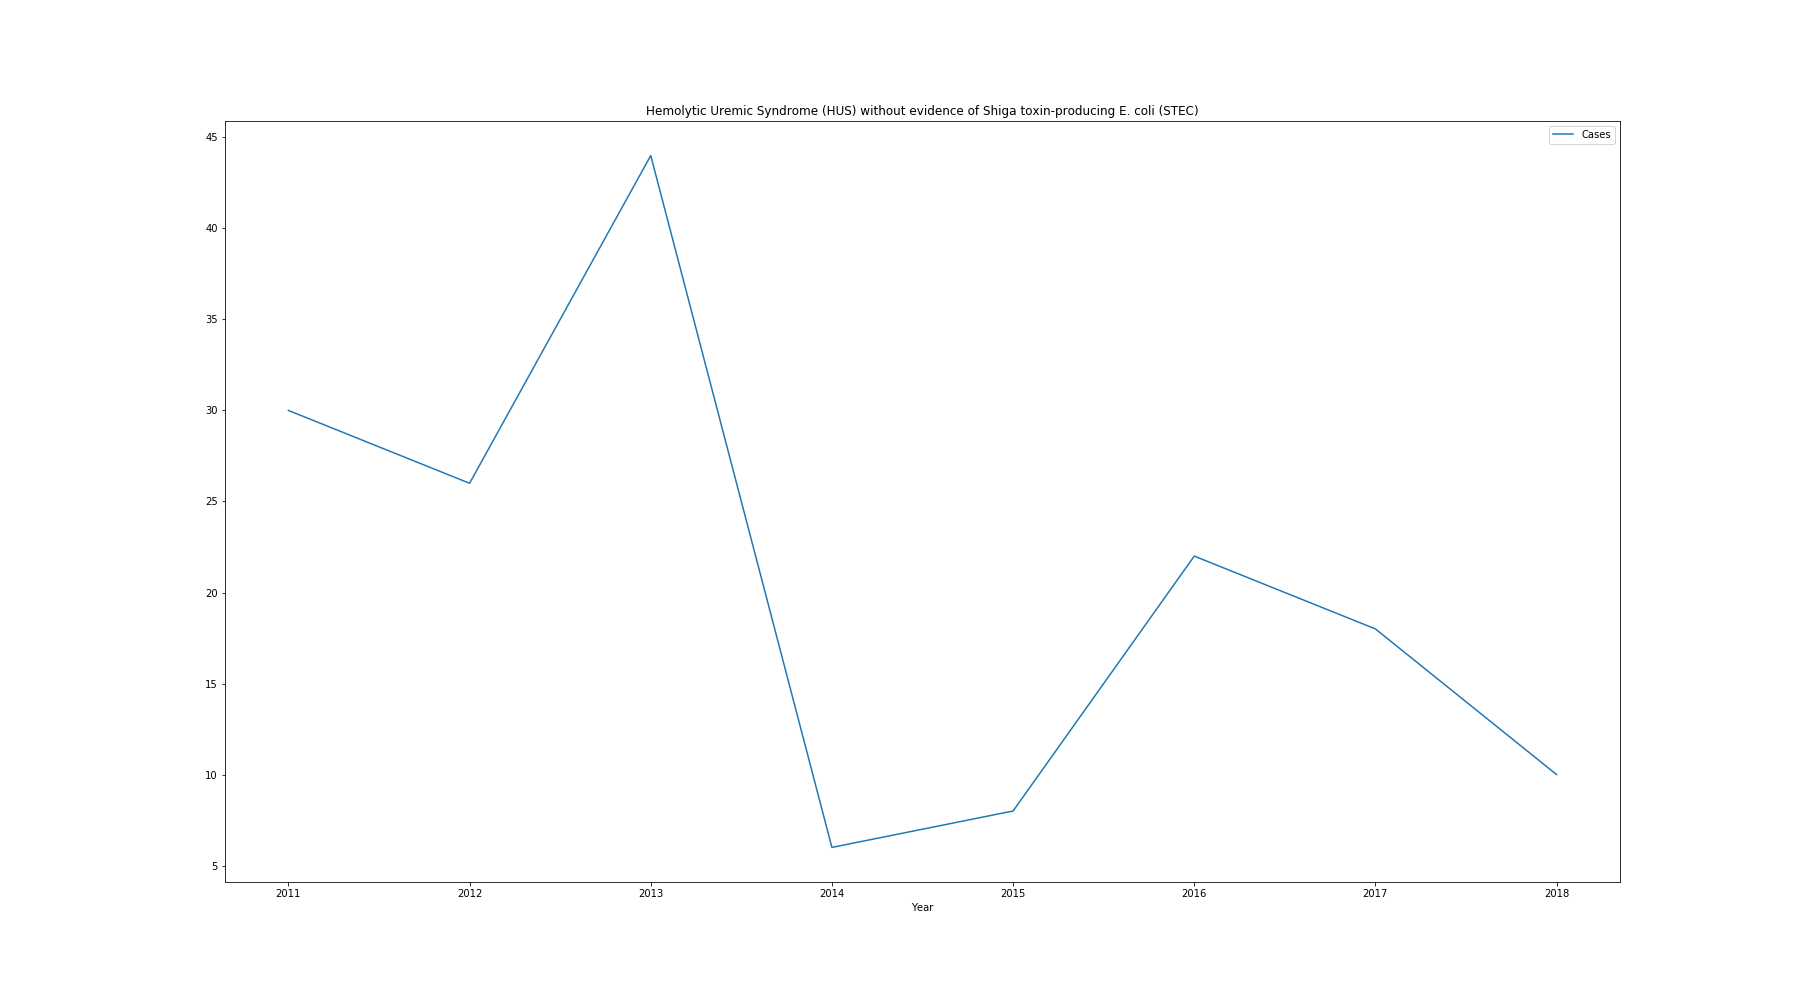 Hemolytic Uremic Syndrome (HUS) without evidence of Shiga toxin-producing E. coli (STEC)
Cases
45
40
35
30
25
20
15
10
5
2011 2012 2013 2014 2015 2016 2017 2018
Year